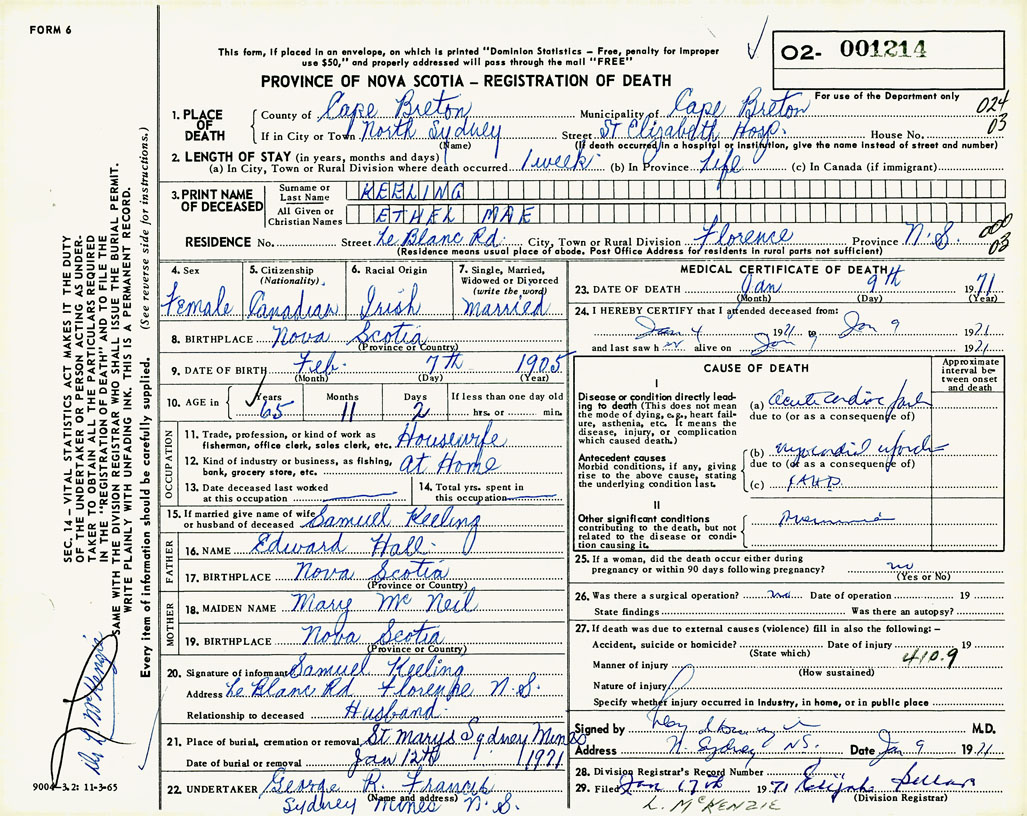 FORM 6
This form, if placed in an envelope, on which is printed "Dominion Statistics – Free, penalty for improper
use $50," and properly addressed will pass through the mail "FREE"
PROVINCE OF NOVA SCOTIA – REGISTRATION OF DEATH
O2- 001214
For use of the Department only
024
03
1. PLACE OF DEATH County of Cape Breton Municipality of Cape Breton
If in City or Town North Sydney Street St Elizabeth Hosp. House No.
(Name) (If death occurred in a hospital or institution, give the name instead of street and number)
2. LENGTH OF STAY (in years, months and days)
(a) In City, Town or Rural Division where death occurred 1 week (b) In Province Life (c) In Canada (if immigrant)
3. PRINT NAME OF DECEASED Surname or Last Name KEELING
All Given or Christian Names ETHEL MAE
RESIDENCE No. Street Le Blanc Rd. City, Town or Rural Division Florence Province N.S. 000
03
(Residence means usual place of abode. Post Office Address for residents in rural parts not sufficient)
4. Sex Female
5. Citizenship (Nationality) Canadian
6. Racial Origin Irish
7. Single, Married, Widowed or Divorced (write the word) Married
8. BIRTHPLACE Nova Scotia
(Province or Country)
9. DATE OF BIRTH Feb. 7th 1905
(Month) (Day) (Year)
10. AGE in Years 65 Months 11 Days 2 If less than one day old hrs. or min.
OCCUPATION
11. Trade, profession, or kind of work as fisherman, office clerk, sales clerk, etc. Housewife
12. Kind of industry or business, as fishing, bank, grocery store, etc. At Home
13. Date deceased last worked at this occupation
14. Total yrs. spent in this occupation
15. If married give name of wife or husband of deceased Samuel Keeling
FATHER
16. NAME Edward Hall
17. BIRTHPLACE Nova Scotia
(Province or Country)
MOTHER
18. MAIDEN NAME Mary Mc Neil
19. BIRTHPLACE Nova Scotia
(Province or Country)
20. Signature of informant Samuel Keeling
Address Le Blanc Rd Florence N.S.
Relationship to deceased Husband
21. Place of burial, cremation or removal St Marys Sydney Mines
Date of burial or removal Jan 12th 1971
22. UNDERTAKER George R. Francis
(Name and address)
Sydney Mines N.S.
MEDICAL CERTIFICATE OF DEATH
23. DATE OF DEATH Jan 9th 1971
(Month) (Day) (Year)
24. I HEREBY CERTIFY that I attended deceased from:
Jan 4 1971 to Jan 9 1971
and last saw her alive on Jan 9 1971
CAUSE OF DEATH
Approximate interval between onset and death
I
Disease or condition directly leading to death (This does not mean the mode of dying, e.g., heart failure, asthenia, etc. It means the disease, injury, or complication which caused death.)
(a) Acute Cardiac
due to (or as a consequence of)
Antecedent causes
Morbid conditions, if any, giving rise to the above cause, stating the underlying condition last.
(b) myocardial
due to (or as a consequence of)
(c)
II
Other significant conditions
contributing to the death, but not related to the disease or condition causing it.
25. If a woman, did the death occur either during
pregnancy or within 90 days following pregnancy? no
(Yes or No)
26. Was there a surgical operation? no Date of operation 19
State findings Was there an autopsy?
27. If death was due to external causes (violence) fill in also the following: –
Accident, suicide or homicide? Date of injury 19
(State which) 410.9
Manner of injury
(How sustained)
Nature of injury
Specify whether injury occurred in Industry, in home, or in public place
Signed by M.D.
Address N. Sydney NS. Date Jan 9 1971
28. Division Registrar's Record Number
29. Filed Jan 17th 1971 Elijah
(Division Registrar)
L. McKENZIE
SEC. 14 – VITAL STATISTICS ACT MAKES IT THE DUTY
OF THE UNDERTAKER OR PERSON ACTING AS UNDER-
TAKER TO OBTAIN ALL THE PARTICULARS REQUIRED
IN THE "REGISTRATION OF DEATH" AND TO FILE THE
SAME WITH THE DIVISION REGISTRAR WHO SHALL ISSUE THE BURIAL PERMIT.
WRITE PLAINLY WITH UNFADING INK. THIS IS A PERMANENT RECORD.
Every item of information should be carefully supplied. (See reverse side for instructions.)
McKenzie
9004–3.2: 11-3-65